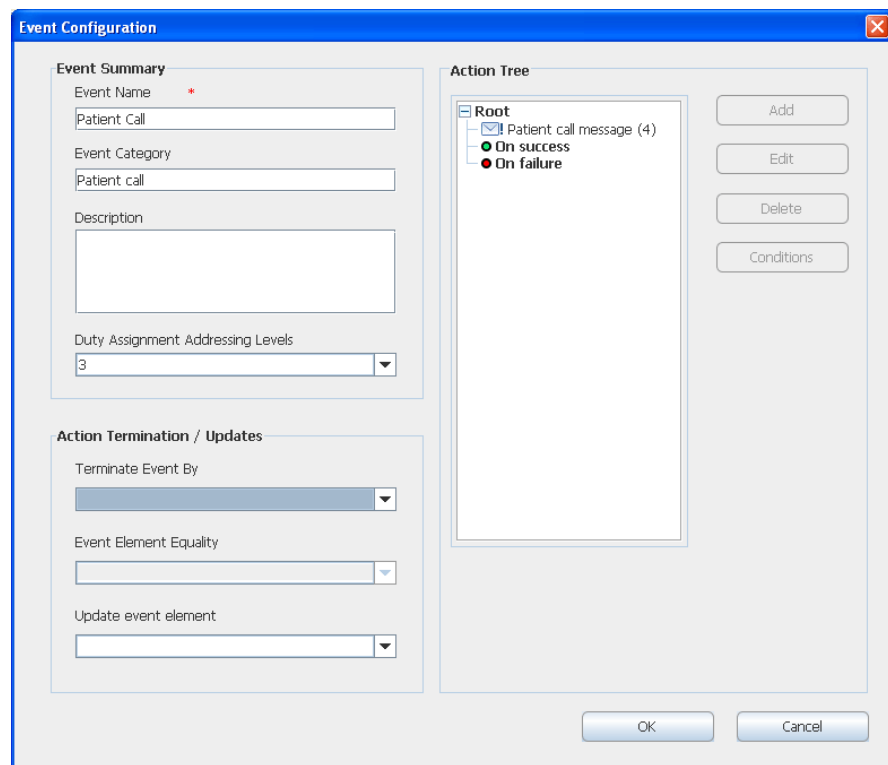 Event Configuration
Event Summary
Event Name *
Patient Call
Event Category
Patient call
Description
Duty Assignment Addressing Levels
3
Action Termination / Updates
Terminate Event By
Event Element Equality
Update event element
Action Tree
Root
Patient call message (4)
On success
On failure
Add
Edit
Delete
Conditions
OK
Cancel